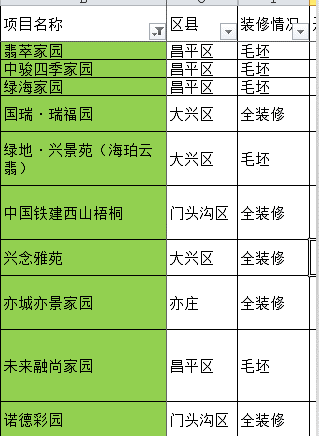 项目名称 区县 装修情况
翡翠家园 昌平区 毛坯
中骏四季家园 昌平区 毛坯
绿海家园 昌平区 毛坯
国瑞·瑞福园 大兴区 全装修
绿地·兴景苑（海珀云
翡） 大兴区 毛坯
中国铁建西山梧桐 门头沟区 全装修
兴念雅苑 大兴区 全装修
亦城亦景家园 亦庄 全装修
未来融尚家园 昌平区 毛坯
诺德彩园 门头沟区 全装修